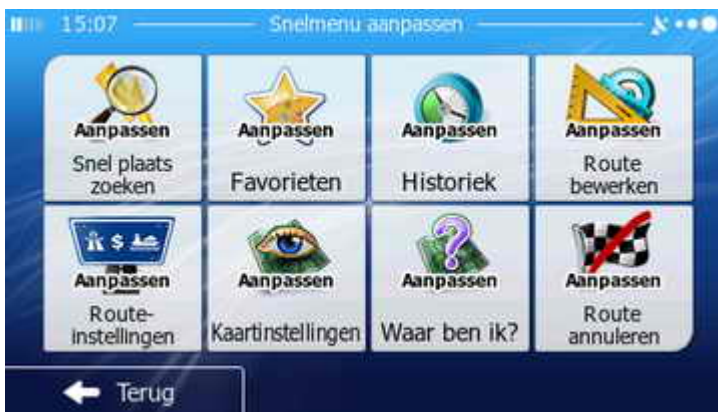 15:07
Snelmenu aanpassen
Aanpassen
Snel plaats
zoeken
Aanpassen
Favorieten
Aanpassen
Historiek
Aanpassen
Route
bewerken
$
Aanpassen
Route-
instellingen
Aanpassen
Kaartinstellingen
?
Aanpassen
Waar ben ik?
Aanpassen
Route
annuleren
Terug